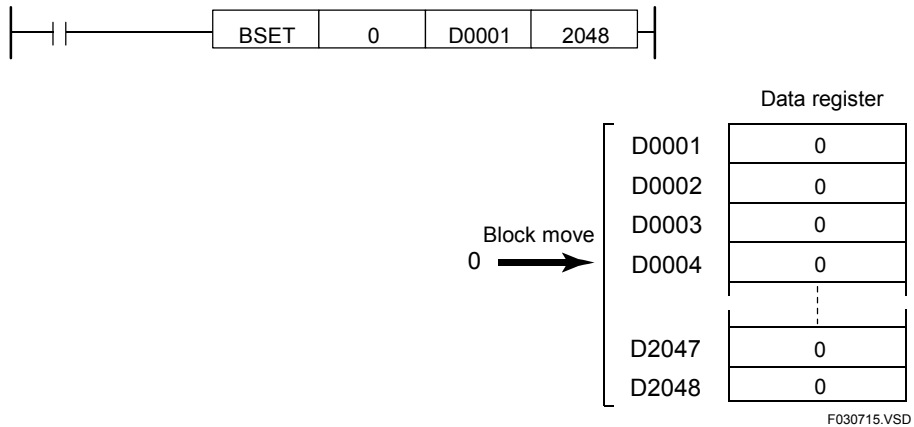 BSET 0 D0001 2048
Data register
D0001 0
D0002 0
D0003 0
Block move
0 D0004 0
D2047 0
D2048 0
F030715.VSD